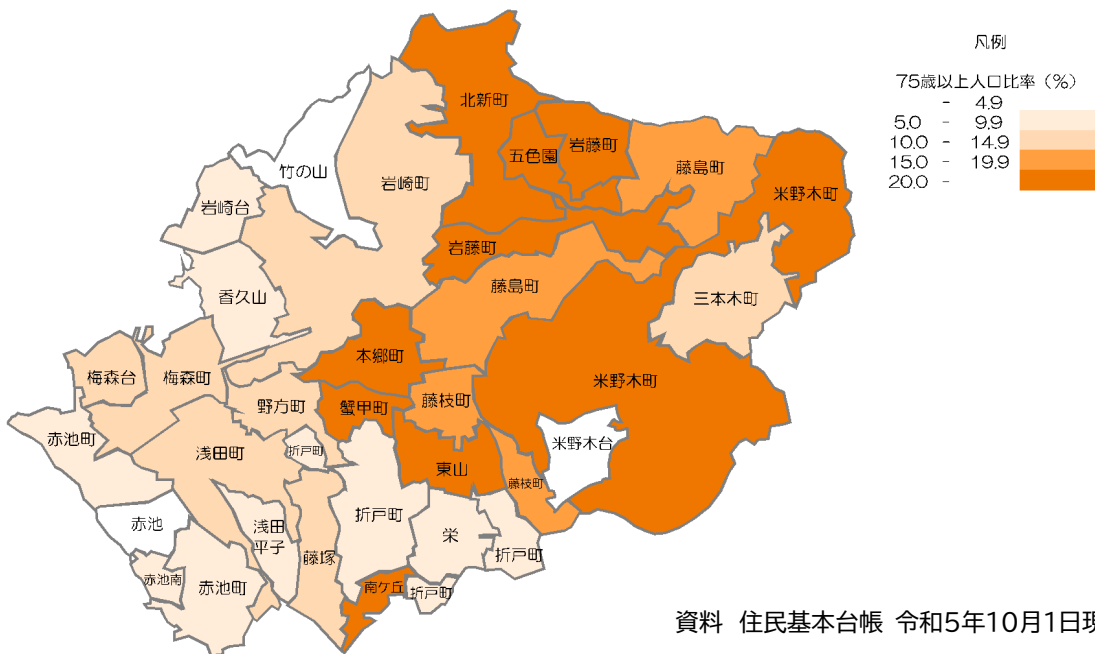 凡例
75歳以上人口比率（%）
- 4.9
5.0 - 9.9
10.0 - 14.9
15.0 - 19.9
20.0 -
北新町
五色園
岩藤町
藤島町
米野木町
竹の山
岩崎町
岩崎台
岩藤町
香久山
藤島町
三本木町
本郷町
梅森台
梅森町
米野木町
野方町
蟹甲町
藤枝町
赤池町
浅田町
折戸町
米野木台
東山
藤枝町
赤池
浅田
平子
折戸町
栄
折戸町
藤塚
赤池南
赤池町
南ケ丘
折戸町
資料 住民基本台帳 令和5年10月1日現